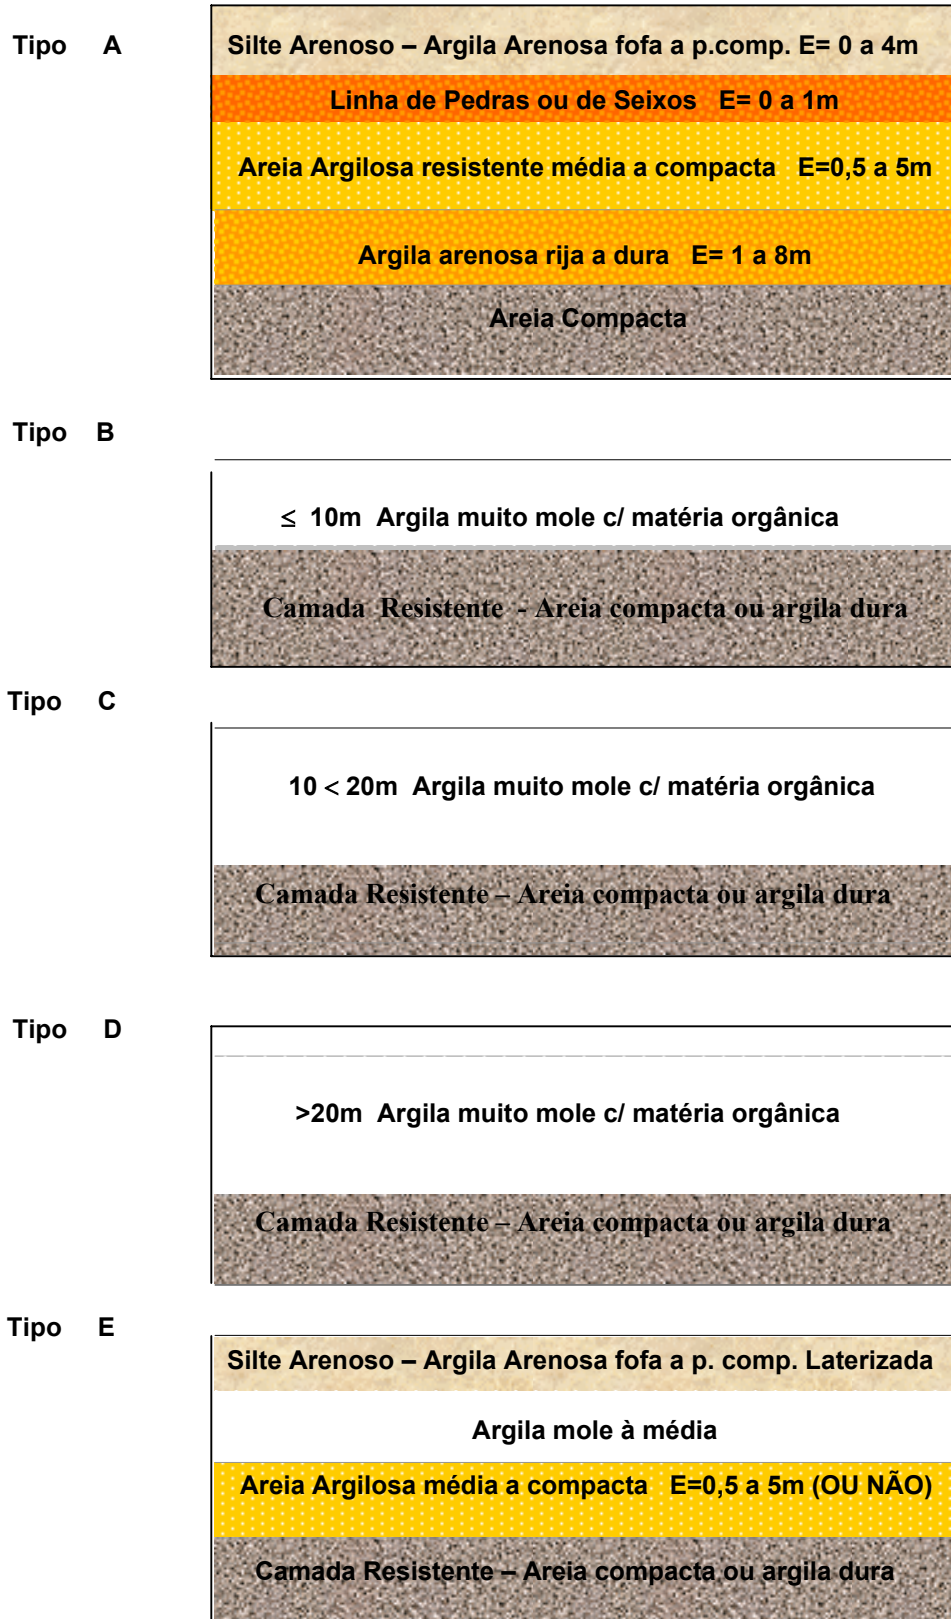 Tipo A
Silte Arenoso – Argila Arenosa fofa a p.comp. E= 0 a 4m
Linha de Pedras ou de Seixos E= 0 a 1m
Areia Argilosa resistente média a compacta E=0,5 a 5m
Argila arenosa rija a dura E= 1 a 8m
Areia Compacta
Tipo B
≤ 10m Argila muito mole c/ matéria orgânica
Camada Resistente - Areia compacta ou argila dura
Tipo C
10 < 20m Argila muito mole c/ matéria orgânica
Camada Resistente – Areia compacta ou argila dura
Tipo D
>20m Argila muito mole c/ matéria orgânica
Camada Resistente – Areia compacta ou argila dura
Tipo E
Silte Arenoso – Argila Arenosa fofa a p. comp. Laterizada
Argila mole à média
Areia Argilosa média a compacta E=0,5 a 5m (OU NÃO)
Camada Resistente – Areia compacta ou argila dura